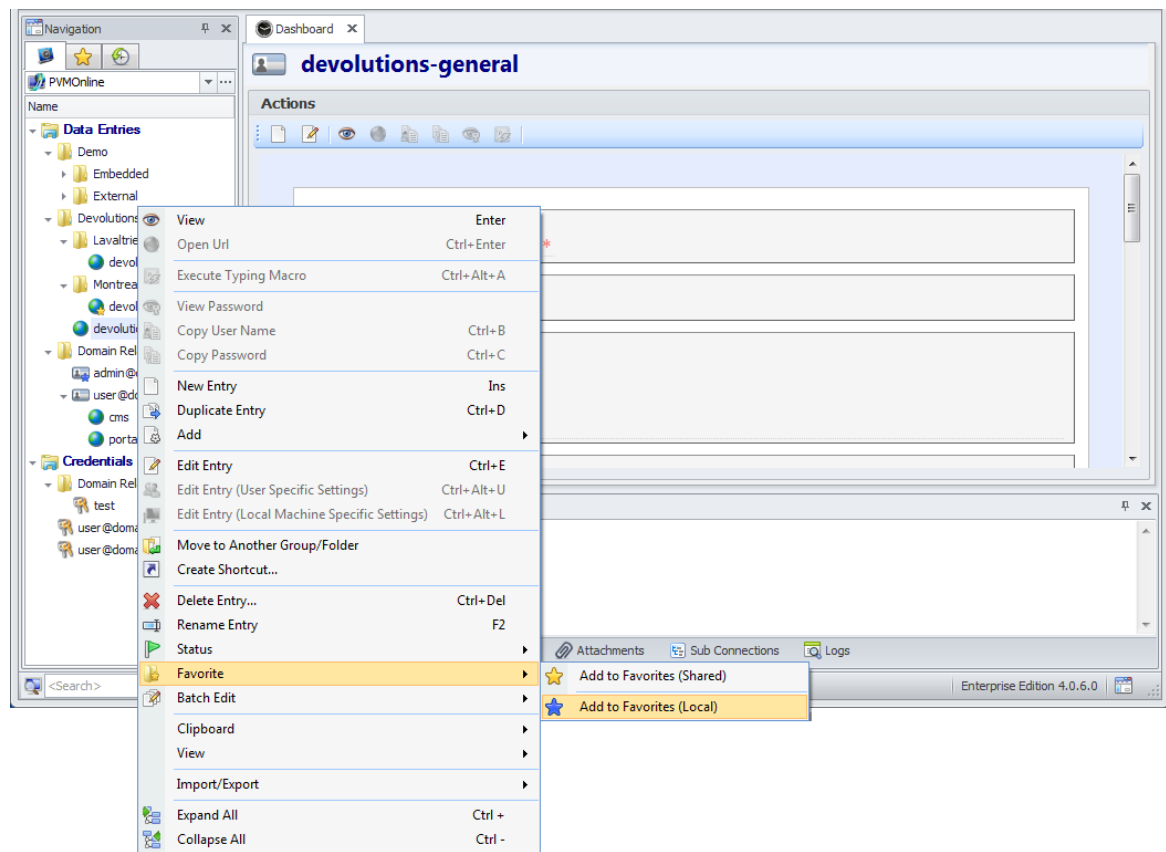 Navigation
Dashboard
PVMOnline
devolutions-general
Name
Actions
Data Entries
Demo
Embedded
External
Devolutions
Lavaltrie
devol
Montrea
devol
devoluti
Domain Rel
admin@
user@do
cms
porta
Credentials
Domain Rel
test
user@doma
user@doma
<Search>
View Enter
Open Url Ctrl+Enter
*
Execute Typing Macro Ctrl+Alt+A
View Password
Copy User Name Ctrl+B
Copy Password Ctrl+C
New Entry Ins
Duplicate Entry Ctrl+D
Add
Edit Entry Ctrl+E
Edit Entry (User Specific Settings) Ctrl+Alt+U
Edit Entry (Local Machine Specific Settings) Ctrl+Alt+L
Move to Another Group/Folder
Create Shortcut...
Delete Entry... Ctrl+Del
Rename Entry F2
Status
Favorite
Batch Edit
Clipboard
View
Import/Export
Expand All Ctrl +
Collapse All Ctrl -
Attachments Sub Connections Logs
Add to Favorites (Shared)
Add to Favorites (Local)
Enterprise Edition 4.0.6.0